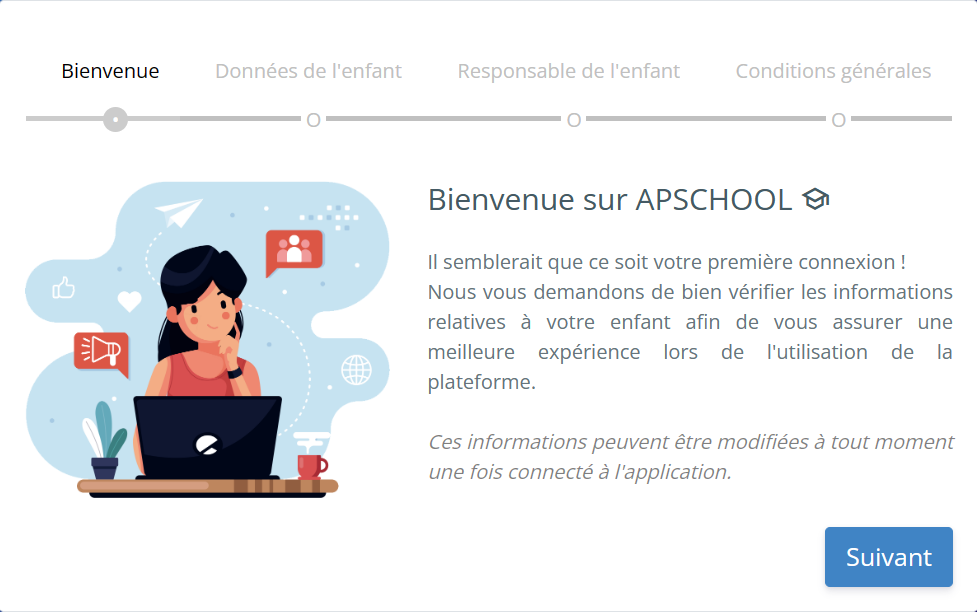 Bienvenue
Données de l'enfant
Responsable de l'enfant
Conditions générales
Bienvenue sur APSCHOOL
Il semblerait que ce soit votre première connexion !
Nous vous demandons de bien vérifier les informations
relatives à votre enfant afin de vous assurer une
meilleure expérience lors de l'utilisation de la
plateforme.
Ces informations peuvent être modifiées à tout moment
une fois connecté à l'application.
Suivant